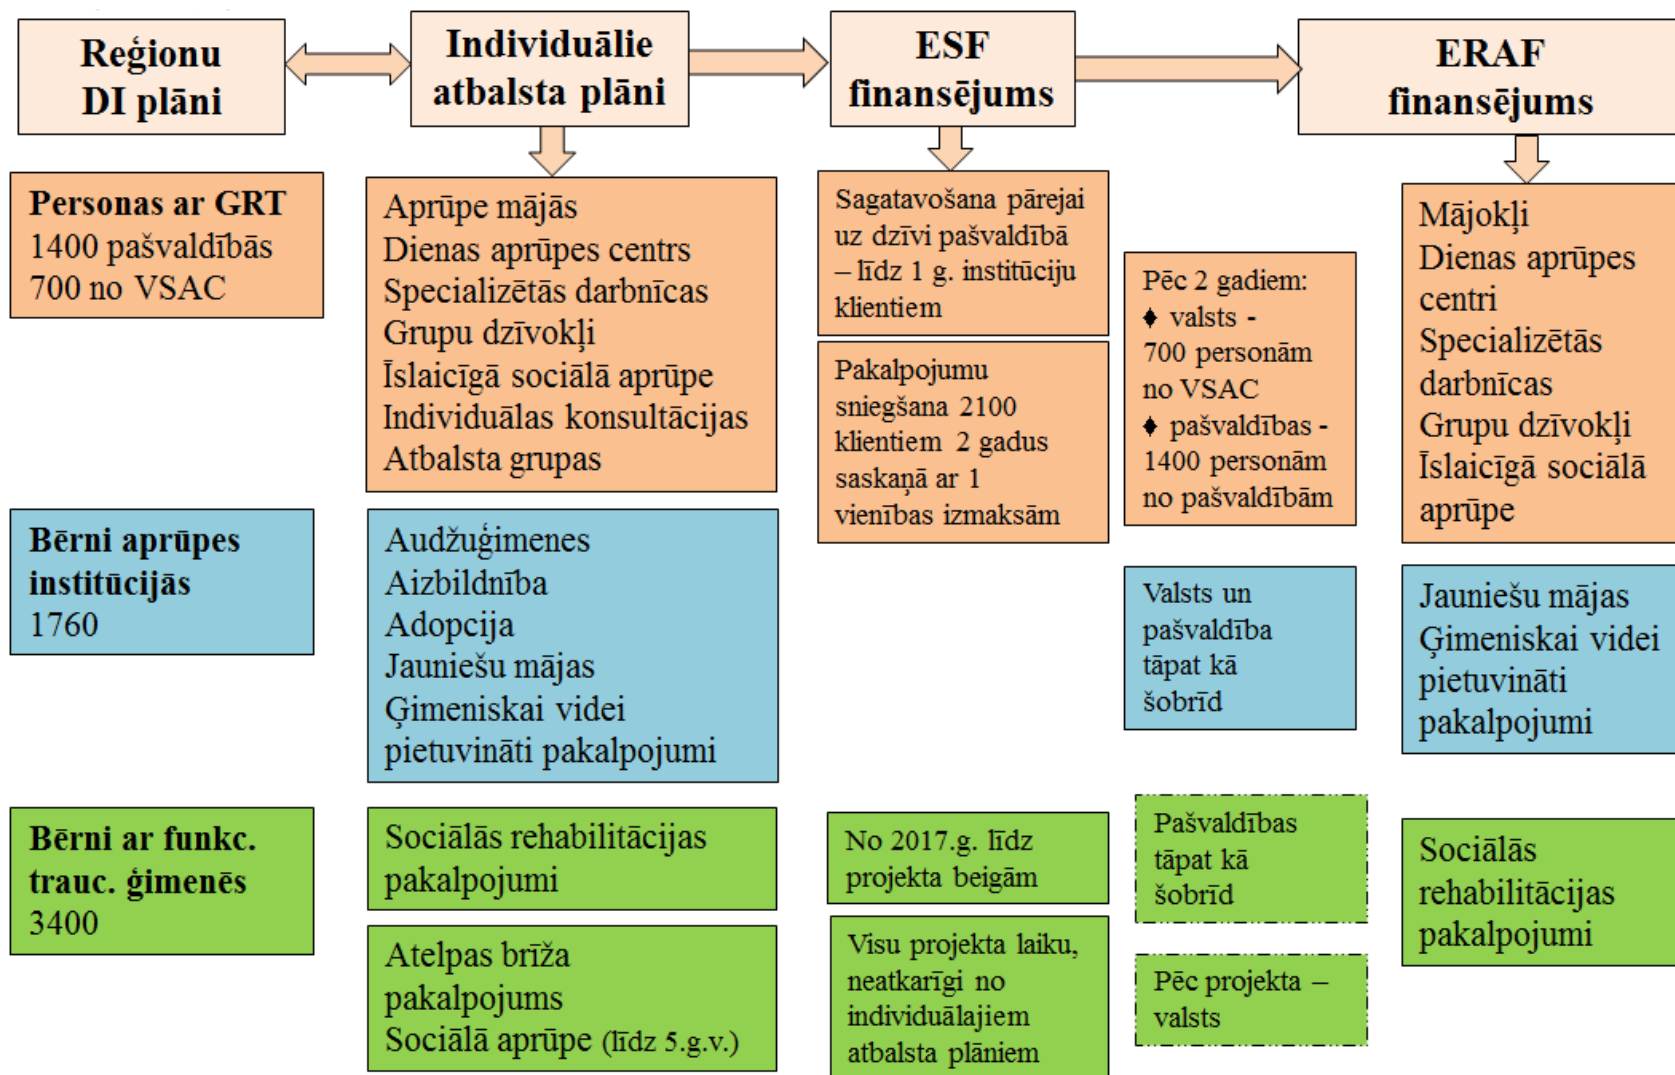 Reģionu
DI plāni
Individuālie
atbalsta plāni
ESF
finansējums
ERAF
finansējums
Personas ar GRT
1400 pašvaldībās
700 no VSAC
Aprūpe mājās
Dienas aprūpes centrs
Specializētās darbnīcas
Grupu dzīvokļi
Īslaicīgā sociālā aprūpe
Individuālas konsultācijas
Atbalsta grupas
Sagatavošana pārejai
uz dzīvi pašvaldībā
– līdz 1 g. institūciju
klientiem
Pakalpojumu
sniegšana 2100
klientiem 2 gadus
saskaņā ar 1
vienības izmaksām
Pēc 2 gadiem:
♦ valsts -
700 personām
no VSAC
♦ pašvaldības -
1400 personām
no pašvaldībām
Mājokļi
Dienas aprūpes
centri
Specializētās
darbnīcas
Grupu dzīvokļi
Īslaicīgā sociālā
aprūpe
Bērni aprūpes
institūcijās
1760
Audžuģimenes
Aizbildnība
Adopcija
Jauniešu mājas
Ģimeniskai videi
pietuvināti pakalpojumi
Valsts un
pašvaldība
tāpat kā
šobrīd
Jauniešu mājas
Ģimeniskai videi
pietuvināti
pakalpojumi
Bērni ar funkc.
trauc. ģimenēs
3400
Sociālās rehabilitācijas
pakalpojumi
Atelpas brīža
pakalpojums
Sociālā aprūpe (līdz 5.g.v.)
No 2017.g. līdz
projekta beigām
Visu projekta laiku,
neatkarīgi no
individuālajiem
atbalsta plāniem
Pašvaldības
tāpat kā
šobrīd
Pēc projekta –
valsts
Sociālās
rehabilitācijas
pakalpojumi